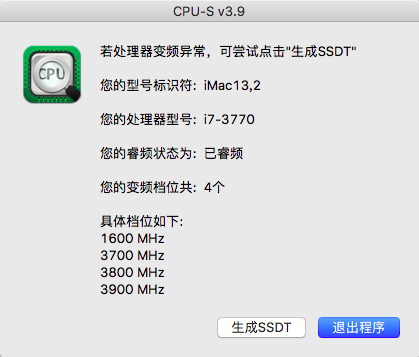 CPU-S v3.9
CPU
若处理器变频异常，可尝试点击"生成SSDT"
您的型号标识符: iMac13,2
您的处理器型号: i7-3770
您的睿频状态为: 已睿频
您的变频档位共: 4个
具体档位如下:
1600 MHz
3700 MHz
3800 MHz
3900 MHz
生成SSDT
退出程序